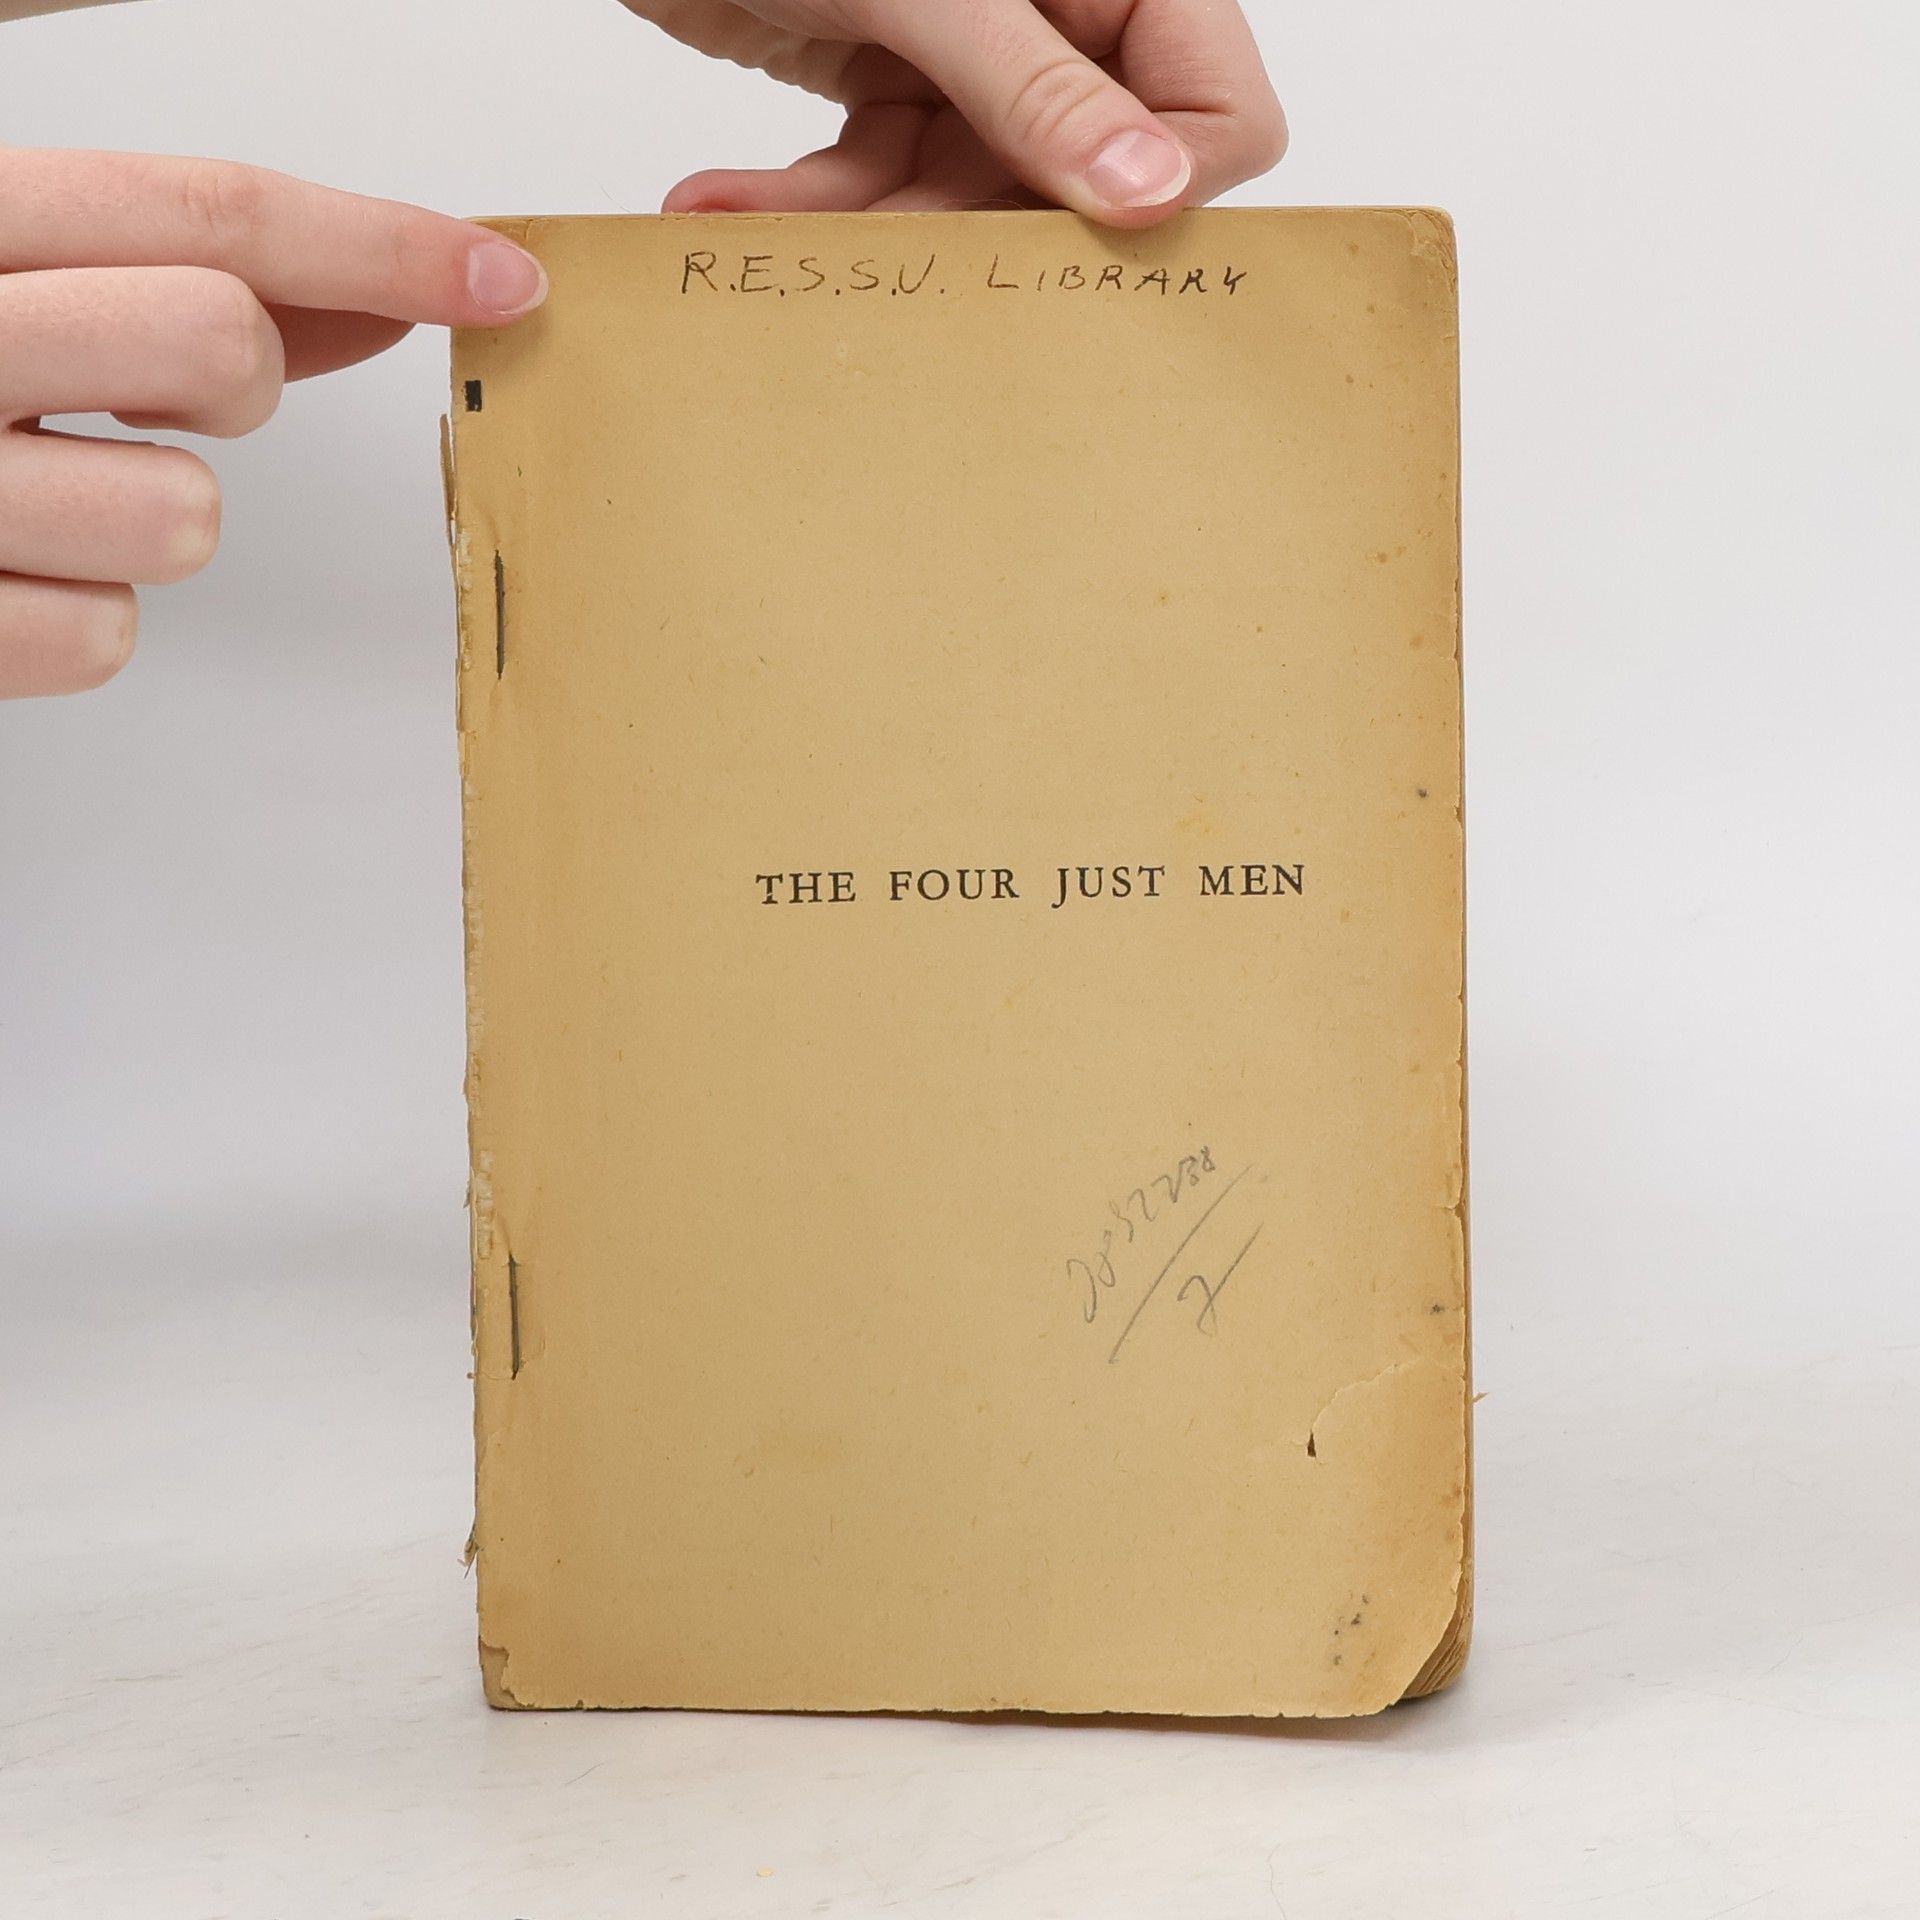 R.E.S.S.U. LIBRARY
THE FOUR JUST MEN